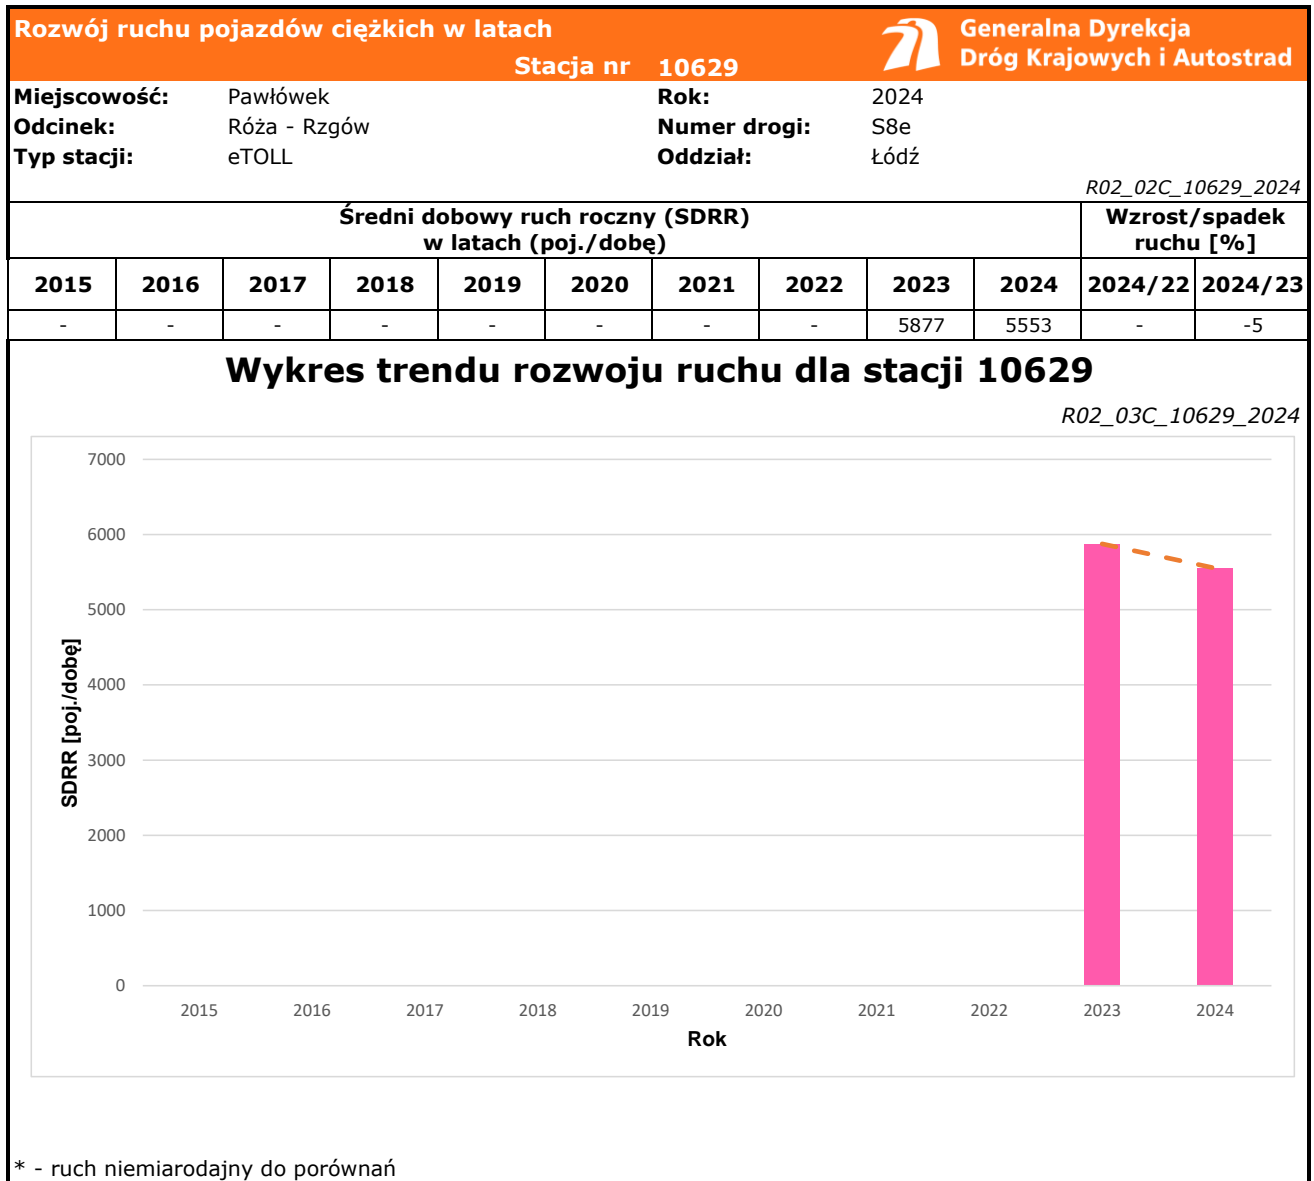 Rozwój ruchu pojazdów ciężkich w latach
Stacja nr 10629
Generalna Dyrekcja
Dróg Krajowych i Autostrad
Miejscowość: Pawłówek Rok: 2024
Odcinek: Róża - Rzgów Numer drogi: S8e
Typ stacji: eTOLL Oddział: Łódź
R02_02C_10629_2024
Średni dobowy ruch roczny (SDRR)
w latach (poj./dobę)
Wzrost/spadek
ruchu [%]
2015 2016 2017 2018 2019 2020 2021 2022 2023 2024 2024/22 2024/23
- - - - - - - - 5877 5553 - -5
Wykres trendu rozwoju ruchu dla stacji 10629
R02_03C_10629_2024
7000
6000
5000
4000
3000
2000
1000
0
SDRR [poj./dobę]
2015 2016 2017 2018 2019 2020 2021 2022 2023 2024
Rok
* - ruch niemiarodajny do porównań